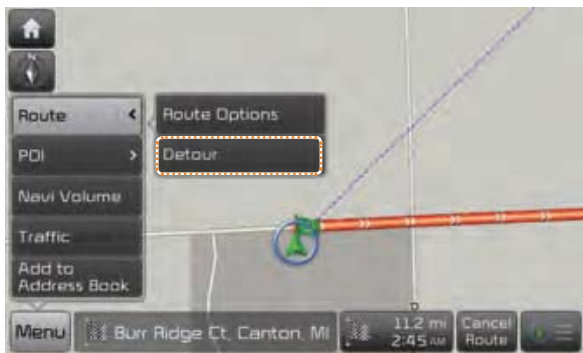 Route
Route Options
POI
Detour
Navi Volume
Traffic
Add to
Address Book
Menu
Burr Ridge Ct, Canton, MI
11.2 mi
2:45 AM
Cancel
Route